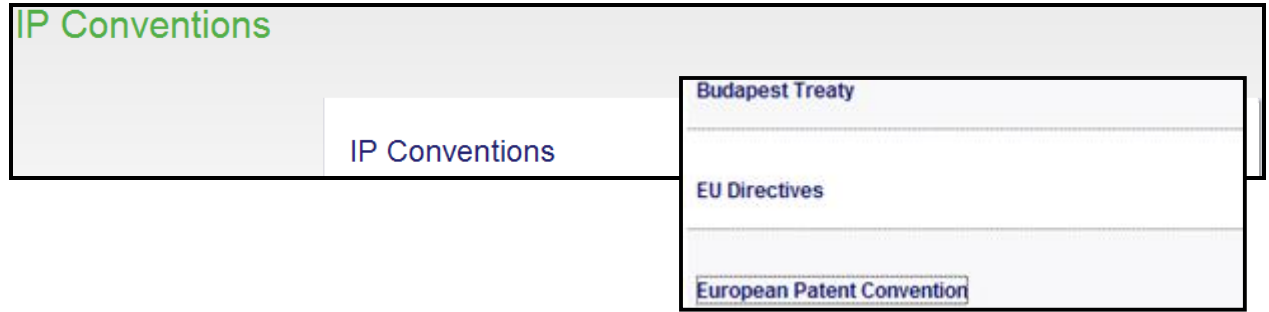 IP Conventions
IP Conventions
Budapest Treaty
EU Directives
European Patent Convention